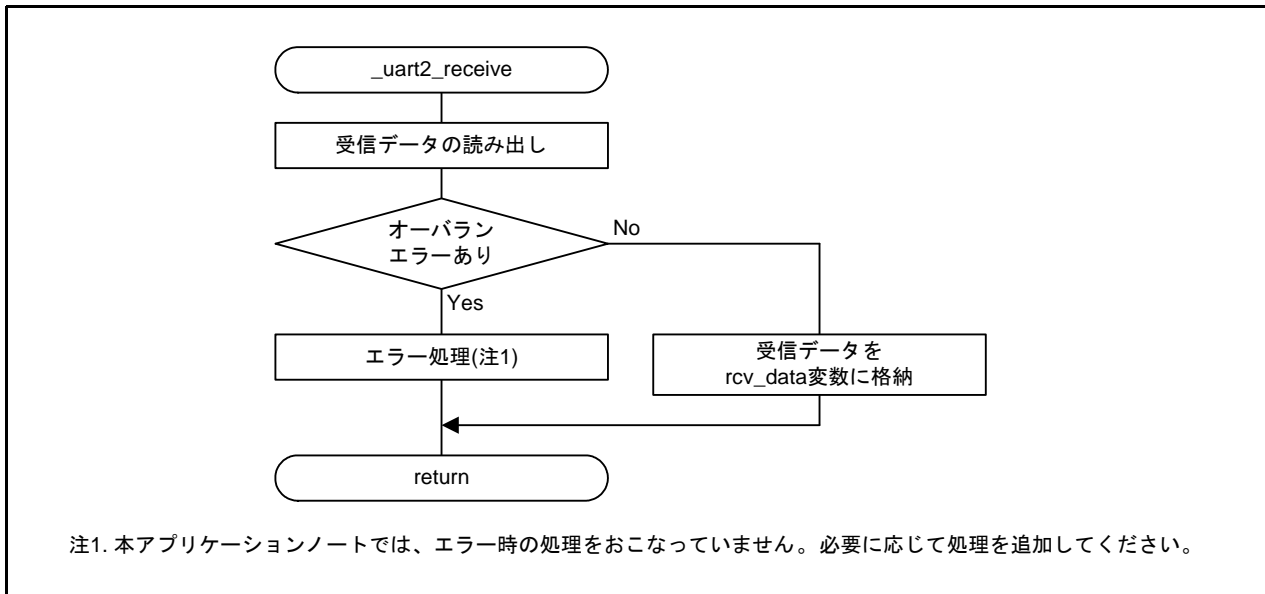 _uart2_receive
受信データの読み出し
オーバラン
エラーあり
No
Yes
エラー処理(注1)
受信データを
rcv_data変数に格納
return
注1. 本アプリケーションノートでは、エラー時の処理をおこなっていません。必要に応じて処理を追加してください。